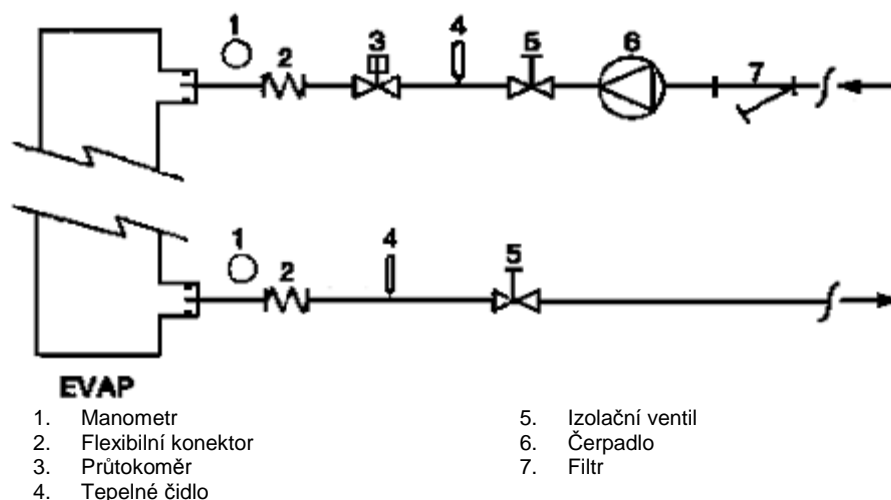 1 2 3 4 5 6 7
1 2 4 5
EVAP
1. Manometr
2. Flexibilní konektor
3. Průtokoměr
4. Tepelné čidlo
5. Izolační ventil
6. Čerpadlo
7. Filtr